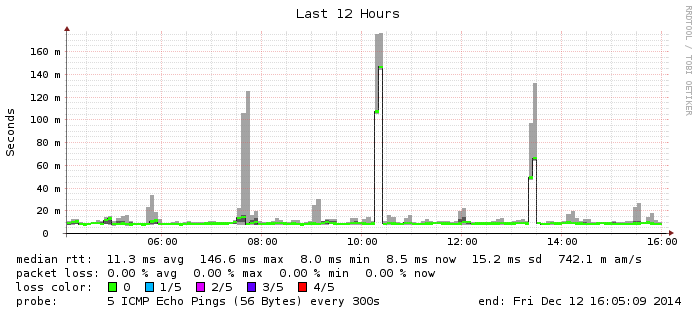 Last 12 Hours
RRDTOOL / TOBI OETIKER
Seconds
160 m
140 m
120 m
100 m
80 m
60 m
40 m
20 m
0
06:00 08:00 10:00 12:00 14:00 16:00
median rtt: 11.3 ms avg 146.6 ms max 8.0 ms min 8.5 ms now 15.2 ms sd 742.1 m am/s
packet loss: 0.00 % avg 0.00 % max 0.00 % min 0.00 % now
loss color: 0 1/5 2/5 3/5 4/5
probe: 5 ICMP Echo Pings (56 Bytes) every 300s end: Fri Dec 12 16:05:09 2014